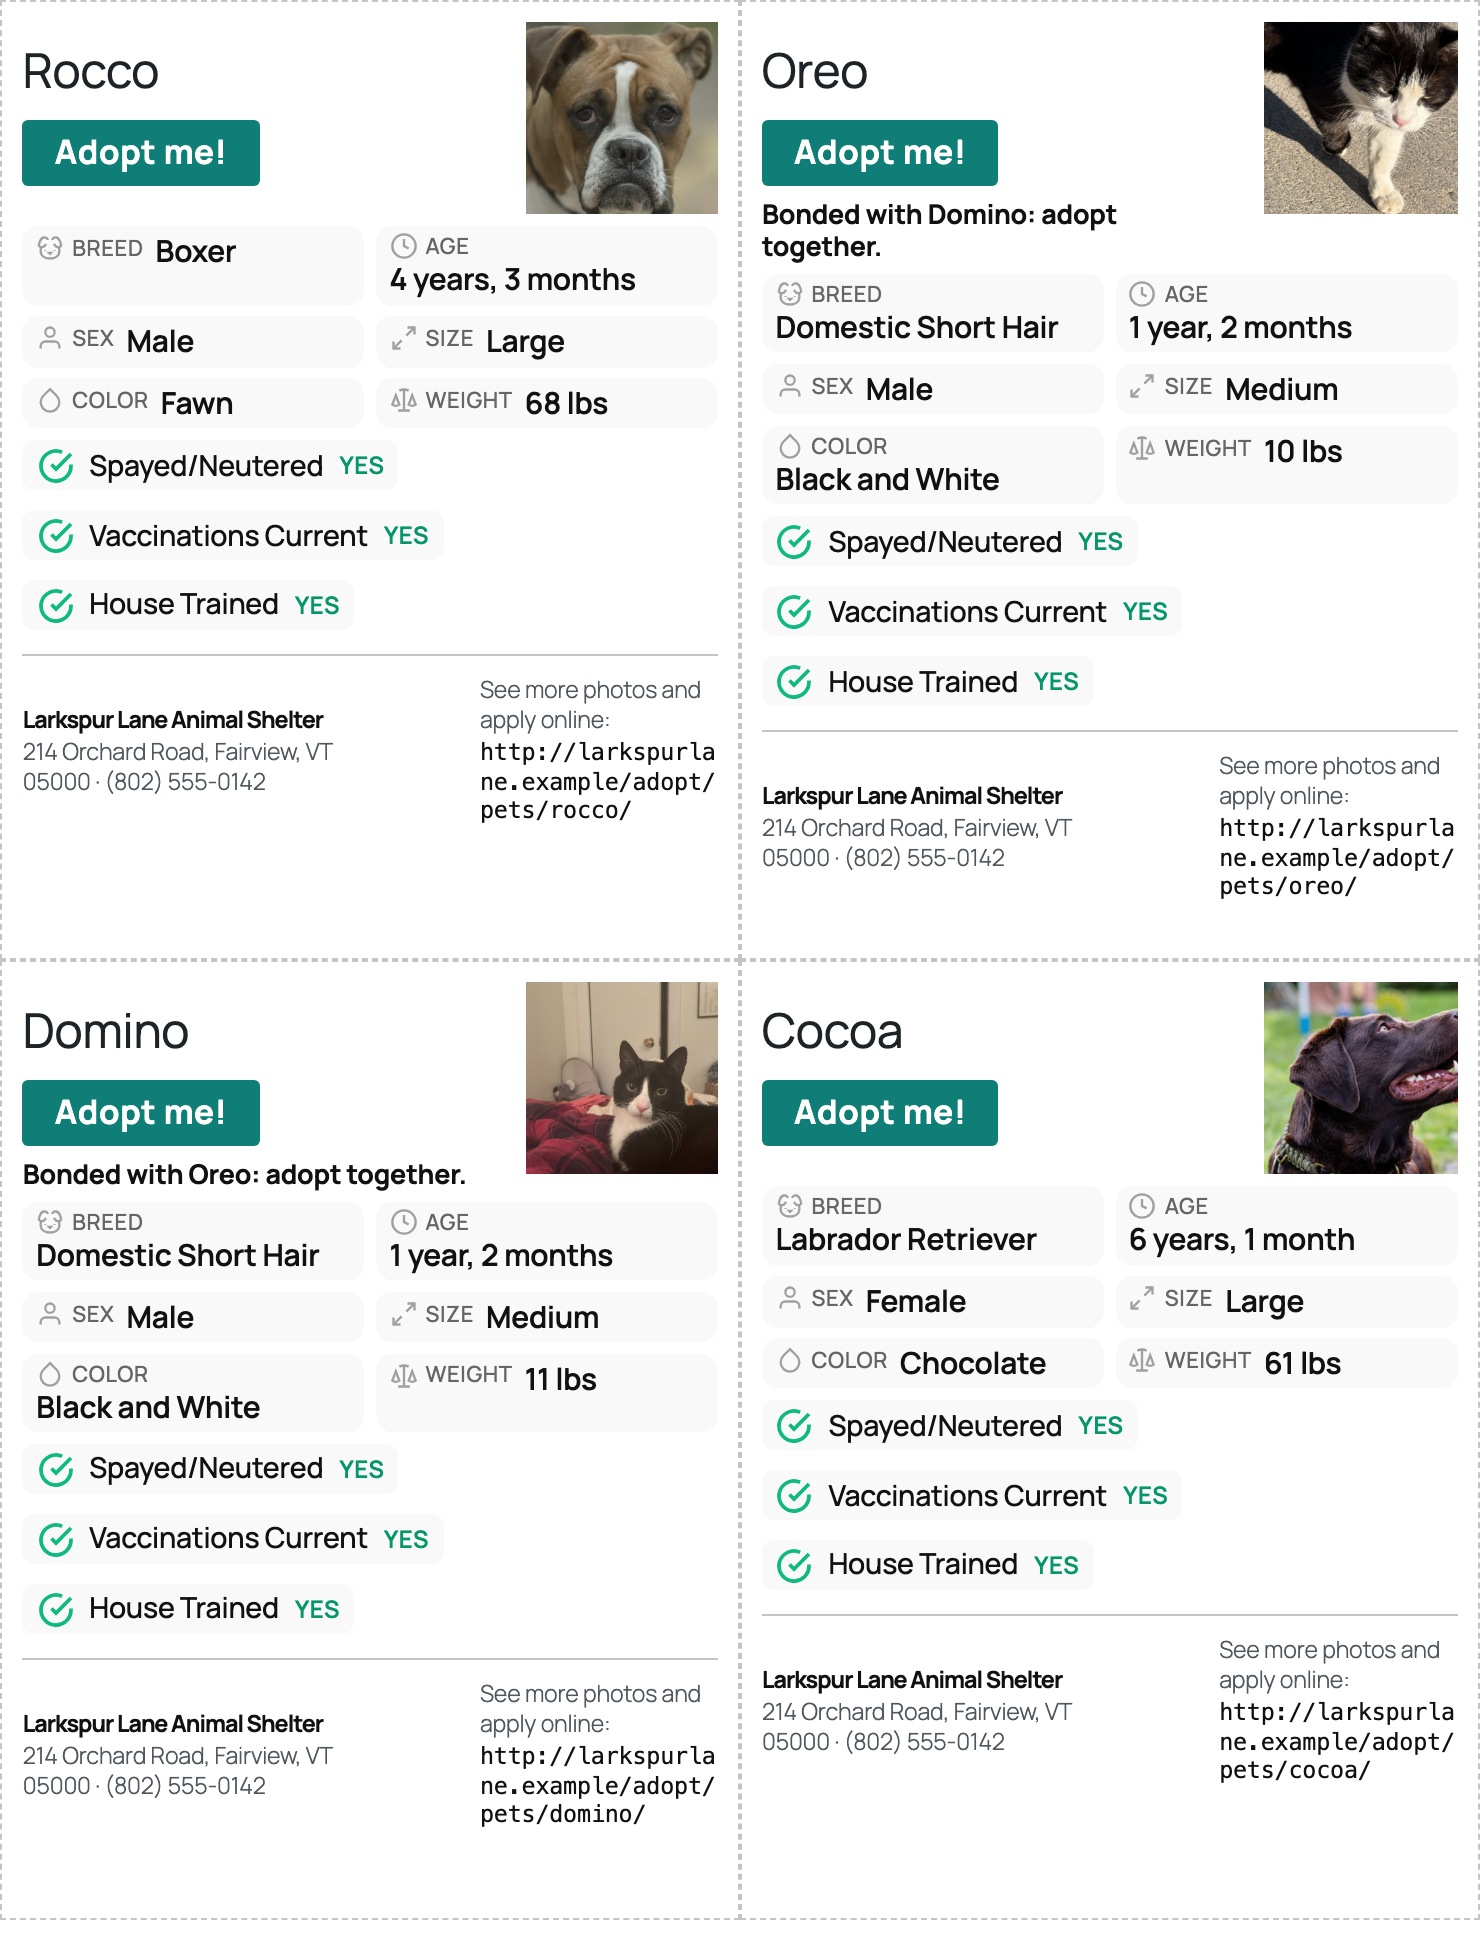 Rocco
Adopt me!
BREED Boxer
AGE
4 years, 3 months
SEX Male
SIZE Large
COLOR Fawn
WEIGHT 68 lbs
Spayed/Neutered YES
Vaccinations Current YES
House Trained YES
Larkspur Lane Animal Shelter
214 Orchard Road, Fairview, VT
05000 · (802) 555-0142
See more photos and
apply online:
http://larkspurla
ne.example/adopt/
pets/rocco/
Oreo
Adopt me!
Bonded with Domino: adopt
together.
BREED
Domestic Short Hair
AGE
1 year, 2 months
SEX Male
SIZE Medium
COLOR
Black and White
WEIGHT 10 lbs
Spayed/Neutered YES
Vaccinations Current YES
House Trained YES
Larkspur Lane Animal Shelter
214 Orchard Road, Fairview, VT
05000 · (802) 555-0142
See more photos and
apply online:
http://larkspurla
ne.example/adopt/
pets/oreo/
Domino
Adopt me!
Bonded with Oreo: adopt together.
BREED
Domestic Short Hair
AGE
1 year, 2 months
SEX Male
SIZE Medium
COLOR
Black and White
WEIGHT 11 lbs
Spayed/Neutered YES
Vaccinations Current YES
House Trained YES
Larkspur Lane Animal Shelter
214 Orchard Road, Fairview, VT
05000 · (802) 555-0142
See more photos and
apply online:
http://larkspurla
ne.example/adopt/
pets/domino/
Cocoa
Adopt me!
BREED
Labrador Retriever
AGE
6 years, 1 month
SEX Female
SIZE Large
COLOR Chocolate
WEIGHT 61 lbs
Spayed/Neutered YES
Vaccinations Current YES
House Trained YES
Larkspur Lane Animal Shelter
214 Orchard Road, Fairview, VT
05000 · (802) 555-0142
See more photos and
apply online:
http://larkspurla
ne.example/adopt/
pets/cocoa/